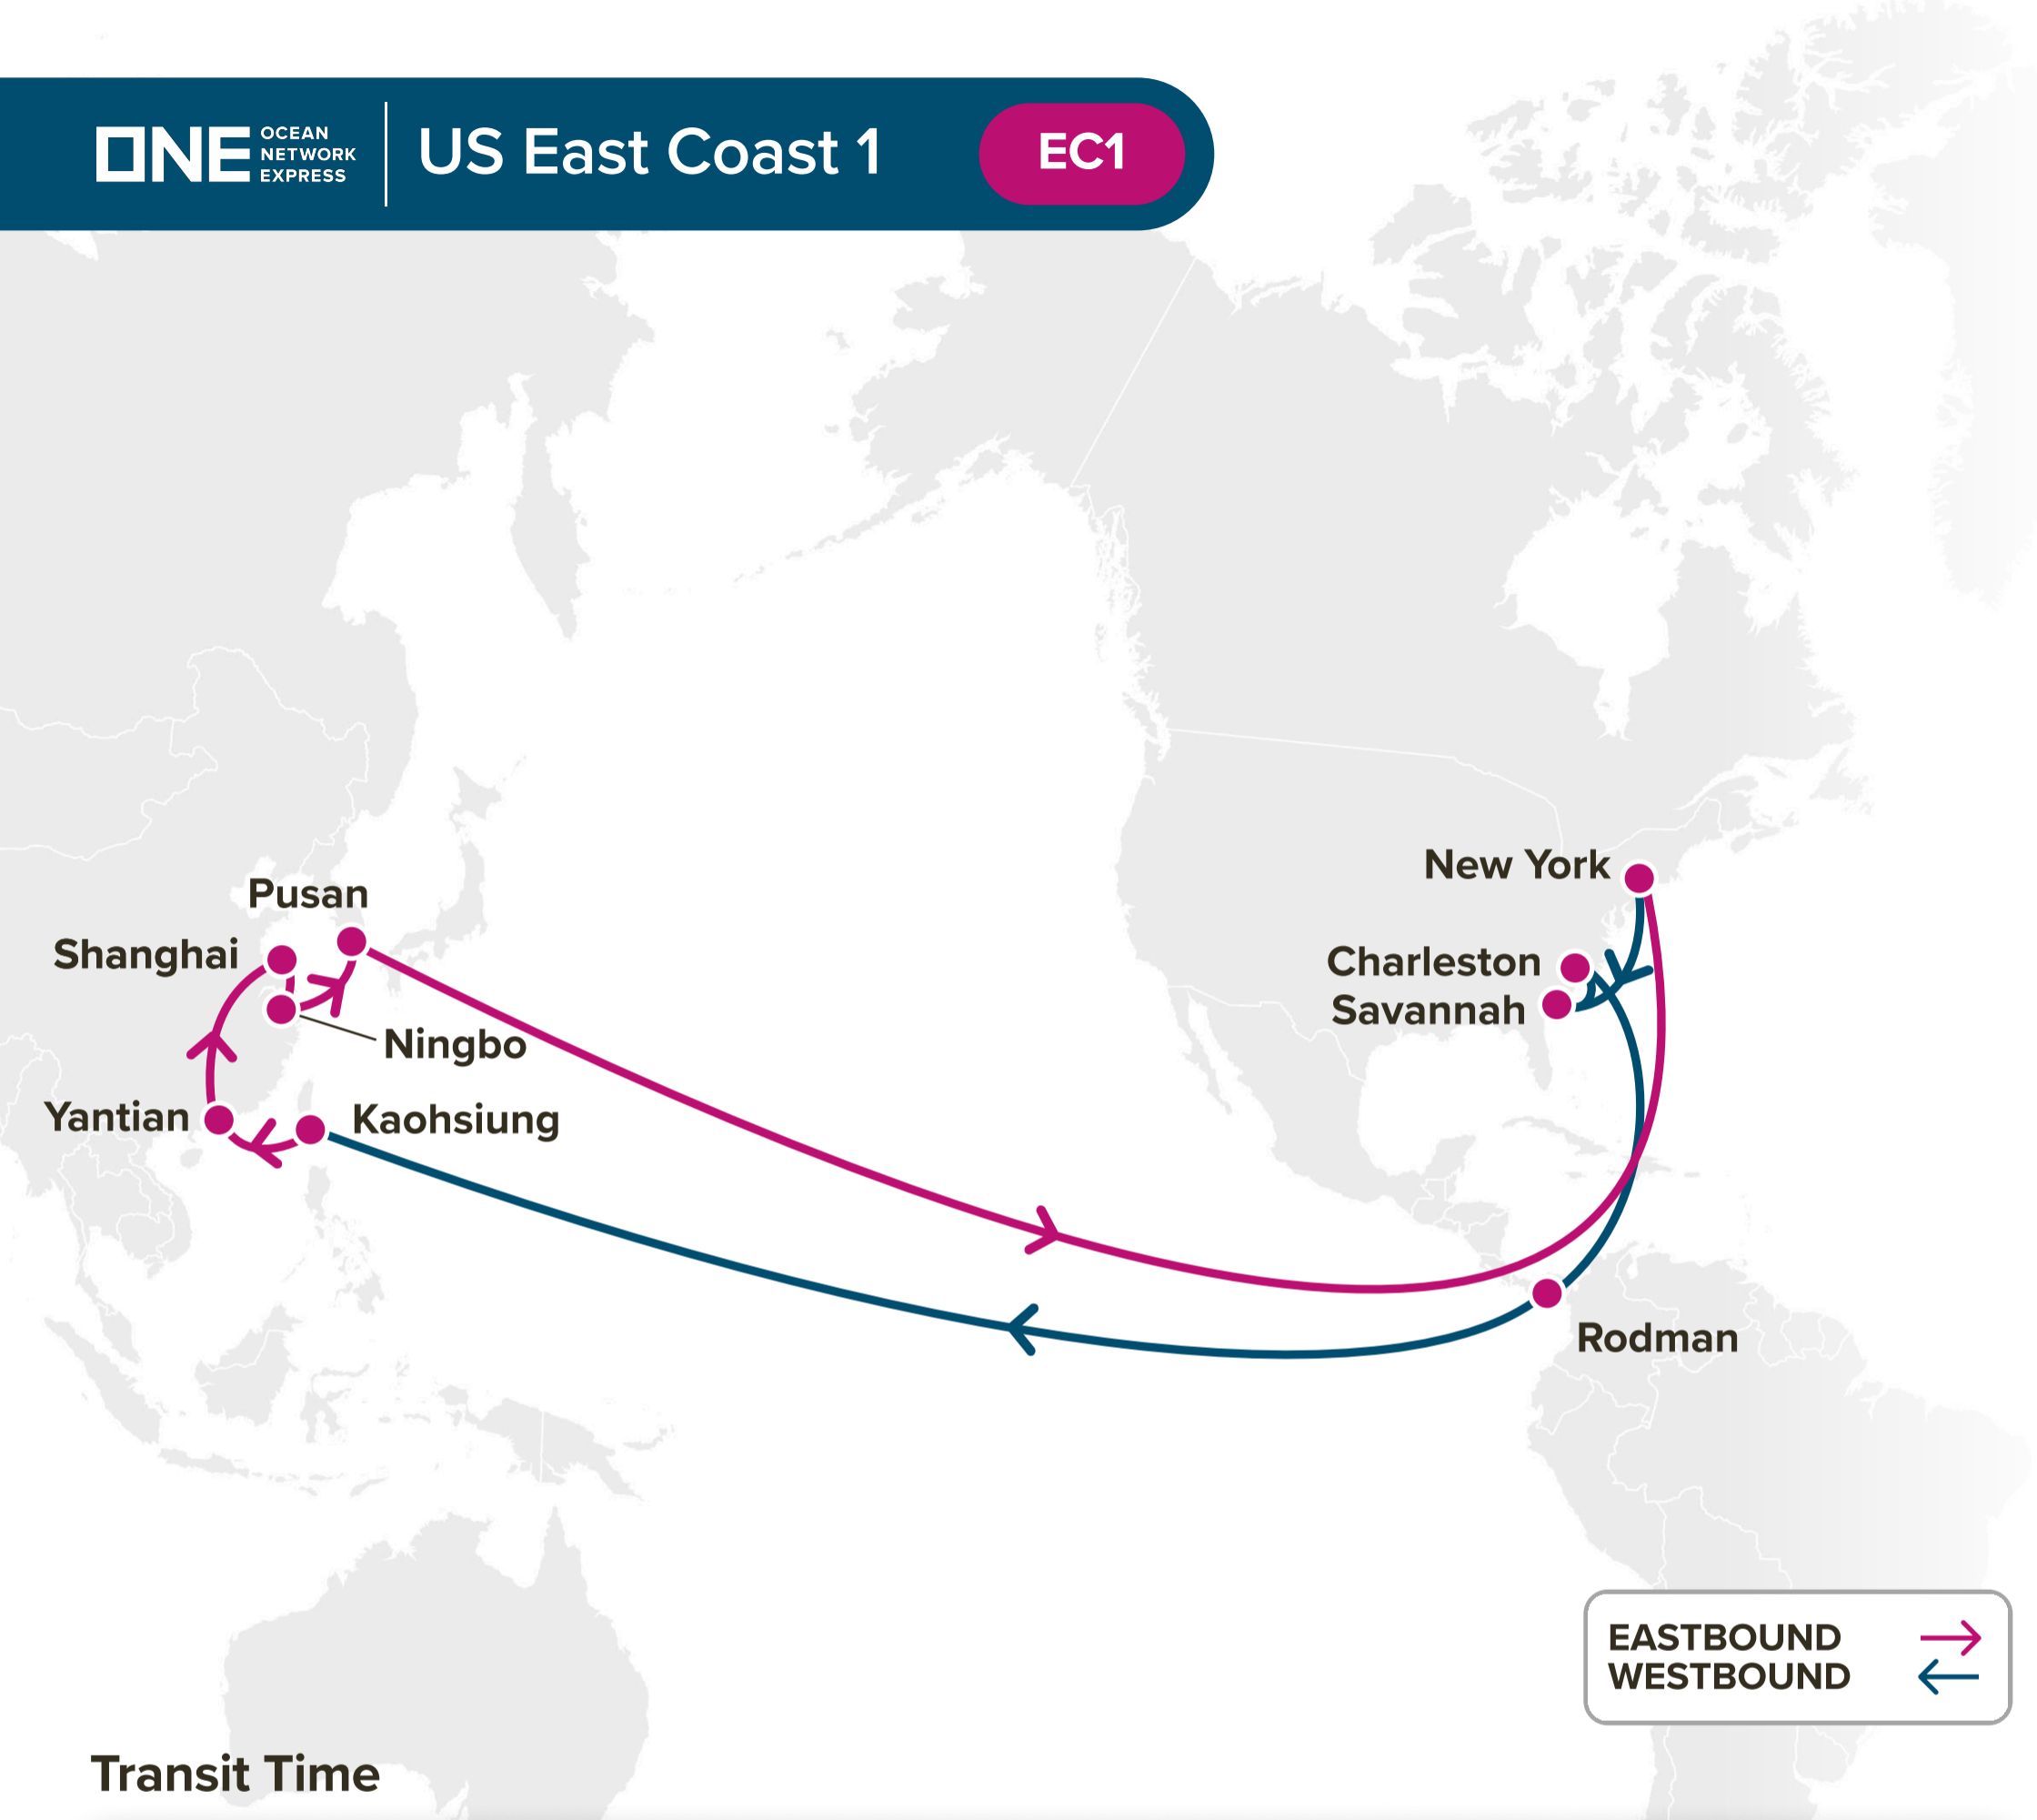 ONE OCEAN
NETWORK
EXPRESS
US East Coast 1
EC1
New York
Pusan
Shanghai
Charleston
Savannah
Ningbo
Yantian
Kaohsiung
Rodman
EASTBOUND
WESTBOUND
Transit Time